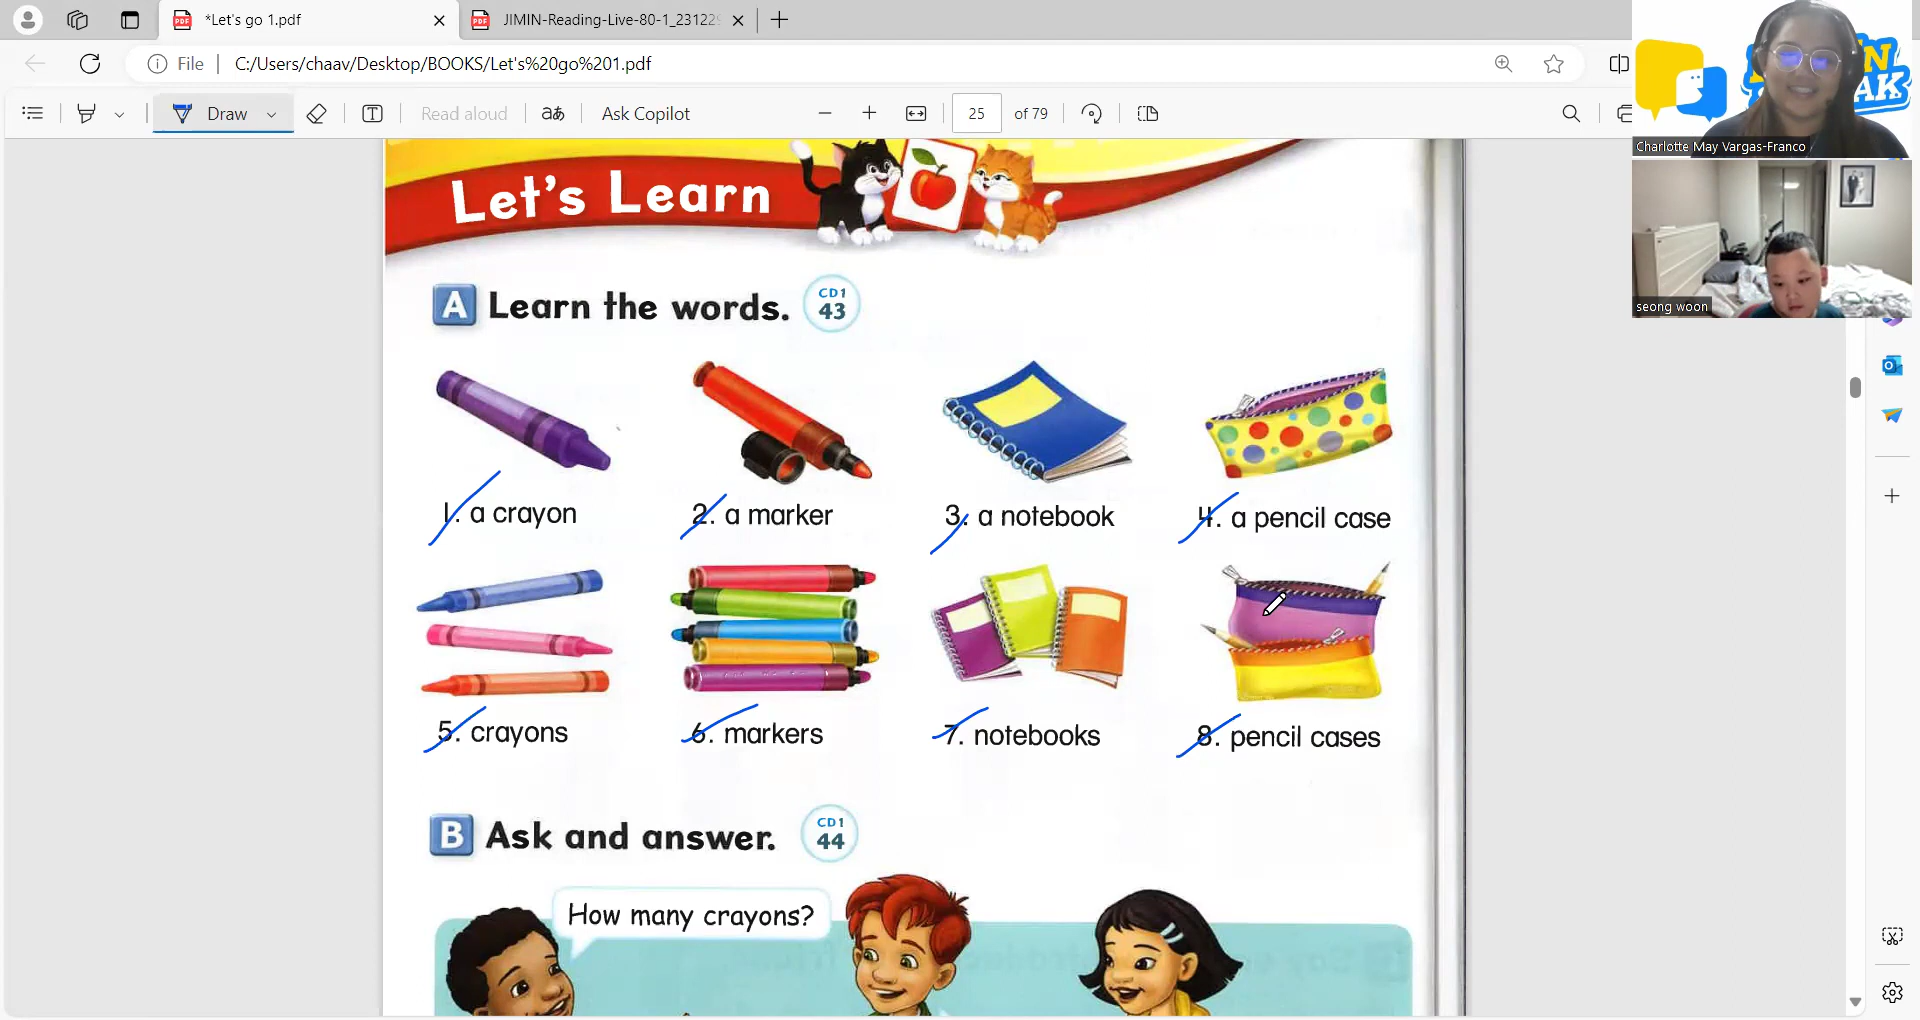 *Let's go 1.pdf
JIMIN-Reading-Live-80-1_231229
File
C:/Users/chaav/Desktop/BOOKS/Let's%20go%201.pdf
Draw
Read aloud
aあ
Ask Copilot
25
of 79
Charlotte May Vargas-Franco
seong woon
Let's Learn
A Learn the words. CD1 43
1. a crayon
2. a marker
3. a notebook
4. a pencil case
5. crayons
6. markers
7. notebooks
8. pencil cases
B Ask and answer. CD1 44
How many crayons?